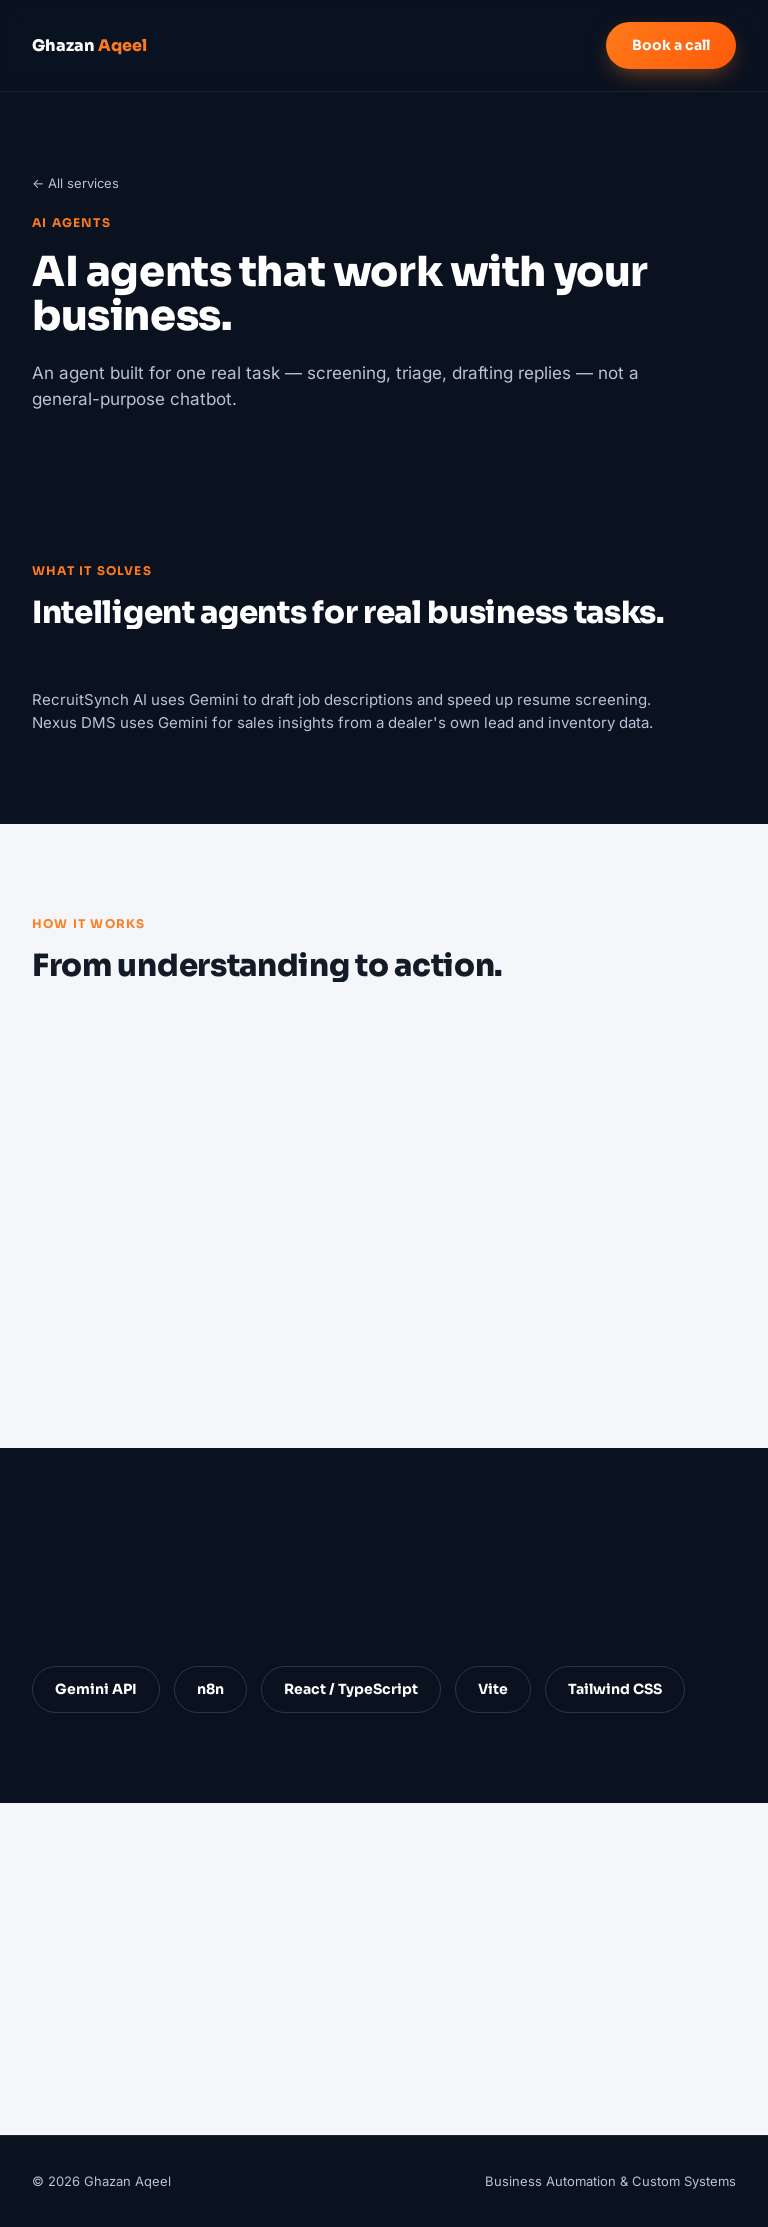 Ghazan Aqeel
Book a call
← All services
AI AGENTS
AI agents that work with your
business.
An agent built for one real task — screening, triage, drafting replies — not a
general-purpose chatbot.
WHAT IT SOLVES
Intelligent agents for real business tasks.
RecruitSynch AI uses Gemini to draft job descriptions and speed up resume screening.
Nexus DMS uses Gemini for sales insights from a dealer's own lead and inventory data.
HOW IT WORKS
From understanding to action.
Gemini API
n8n
React / TypeScript
Vite
Tailwind CSS
© 2026 Ghazan Aqeel
Business Automation & Custom Systems